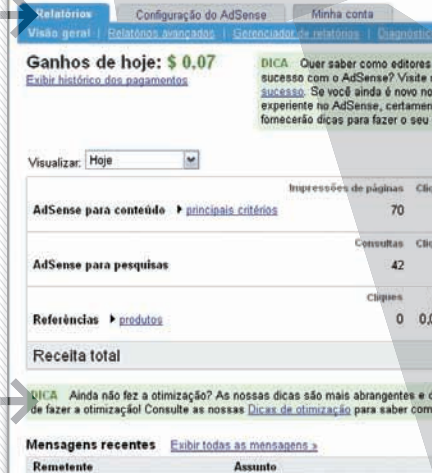 Relatórios Configuração do AdSense Minha conta
Visão geral | Relatórios avançados | Gerenciador de relatórios | Diagnóstic
Ganhos de hoje: $ 0,07
Exibir histórico dos pagamentos
DICA Quer saber como editores
sucesso com o AdSense? Visite
sucesso. Se você ainda é novo no
experiente no AdSense, certamen
fornecerão dicas para fazer o seu
Visualizar: Hoje
Impressões de páginas Clic
AdSense para conteúdo principais critérios 70
Consultas Clic
AdSense para pesquisas 42
Cliques
Referências produtos 0 0,0
Receita total
DICA Ainda não fez a otimização? As nossas dicas são mais abrangentes e
de fazer a otimização! Consulte as nossas Dicas de otimização para saber com
Mensagens recentes Exibir todas as mensagens »
Remetente Assunto